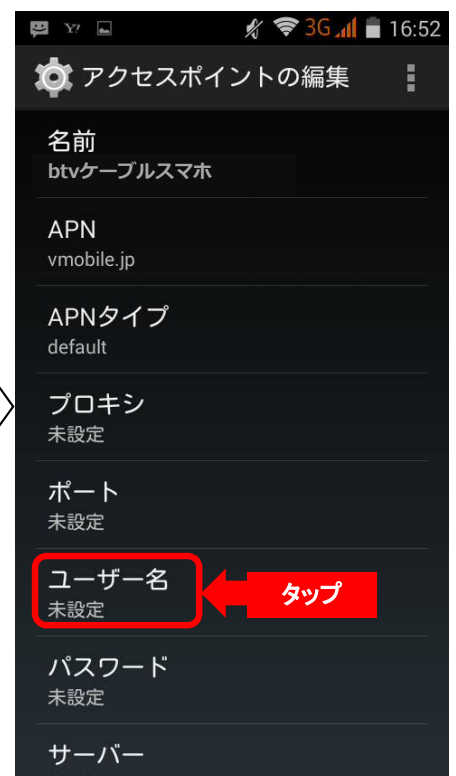 Y! 3G 16:52
アクセスポイントの編集
名前
btvケーブルスマホ
APN
vmobile.jp
APNタイプ
default
プロキシ
未設定
ポート
未設定
ユーザー名
未設定
タップ
パスワード
未設定
サーバー